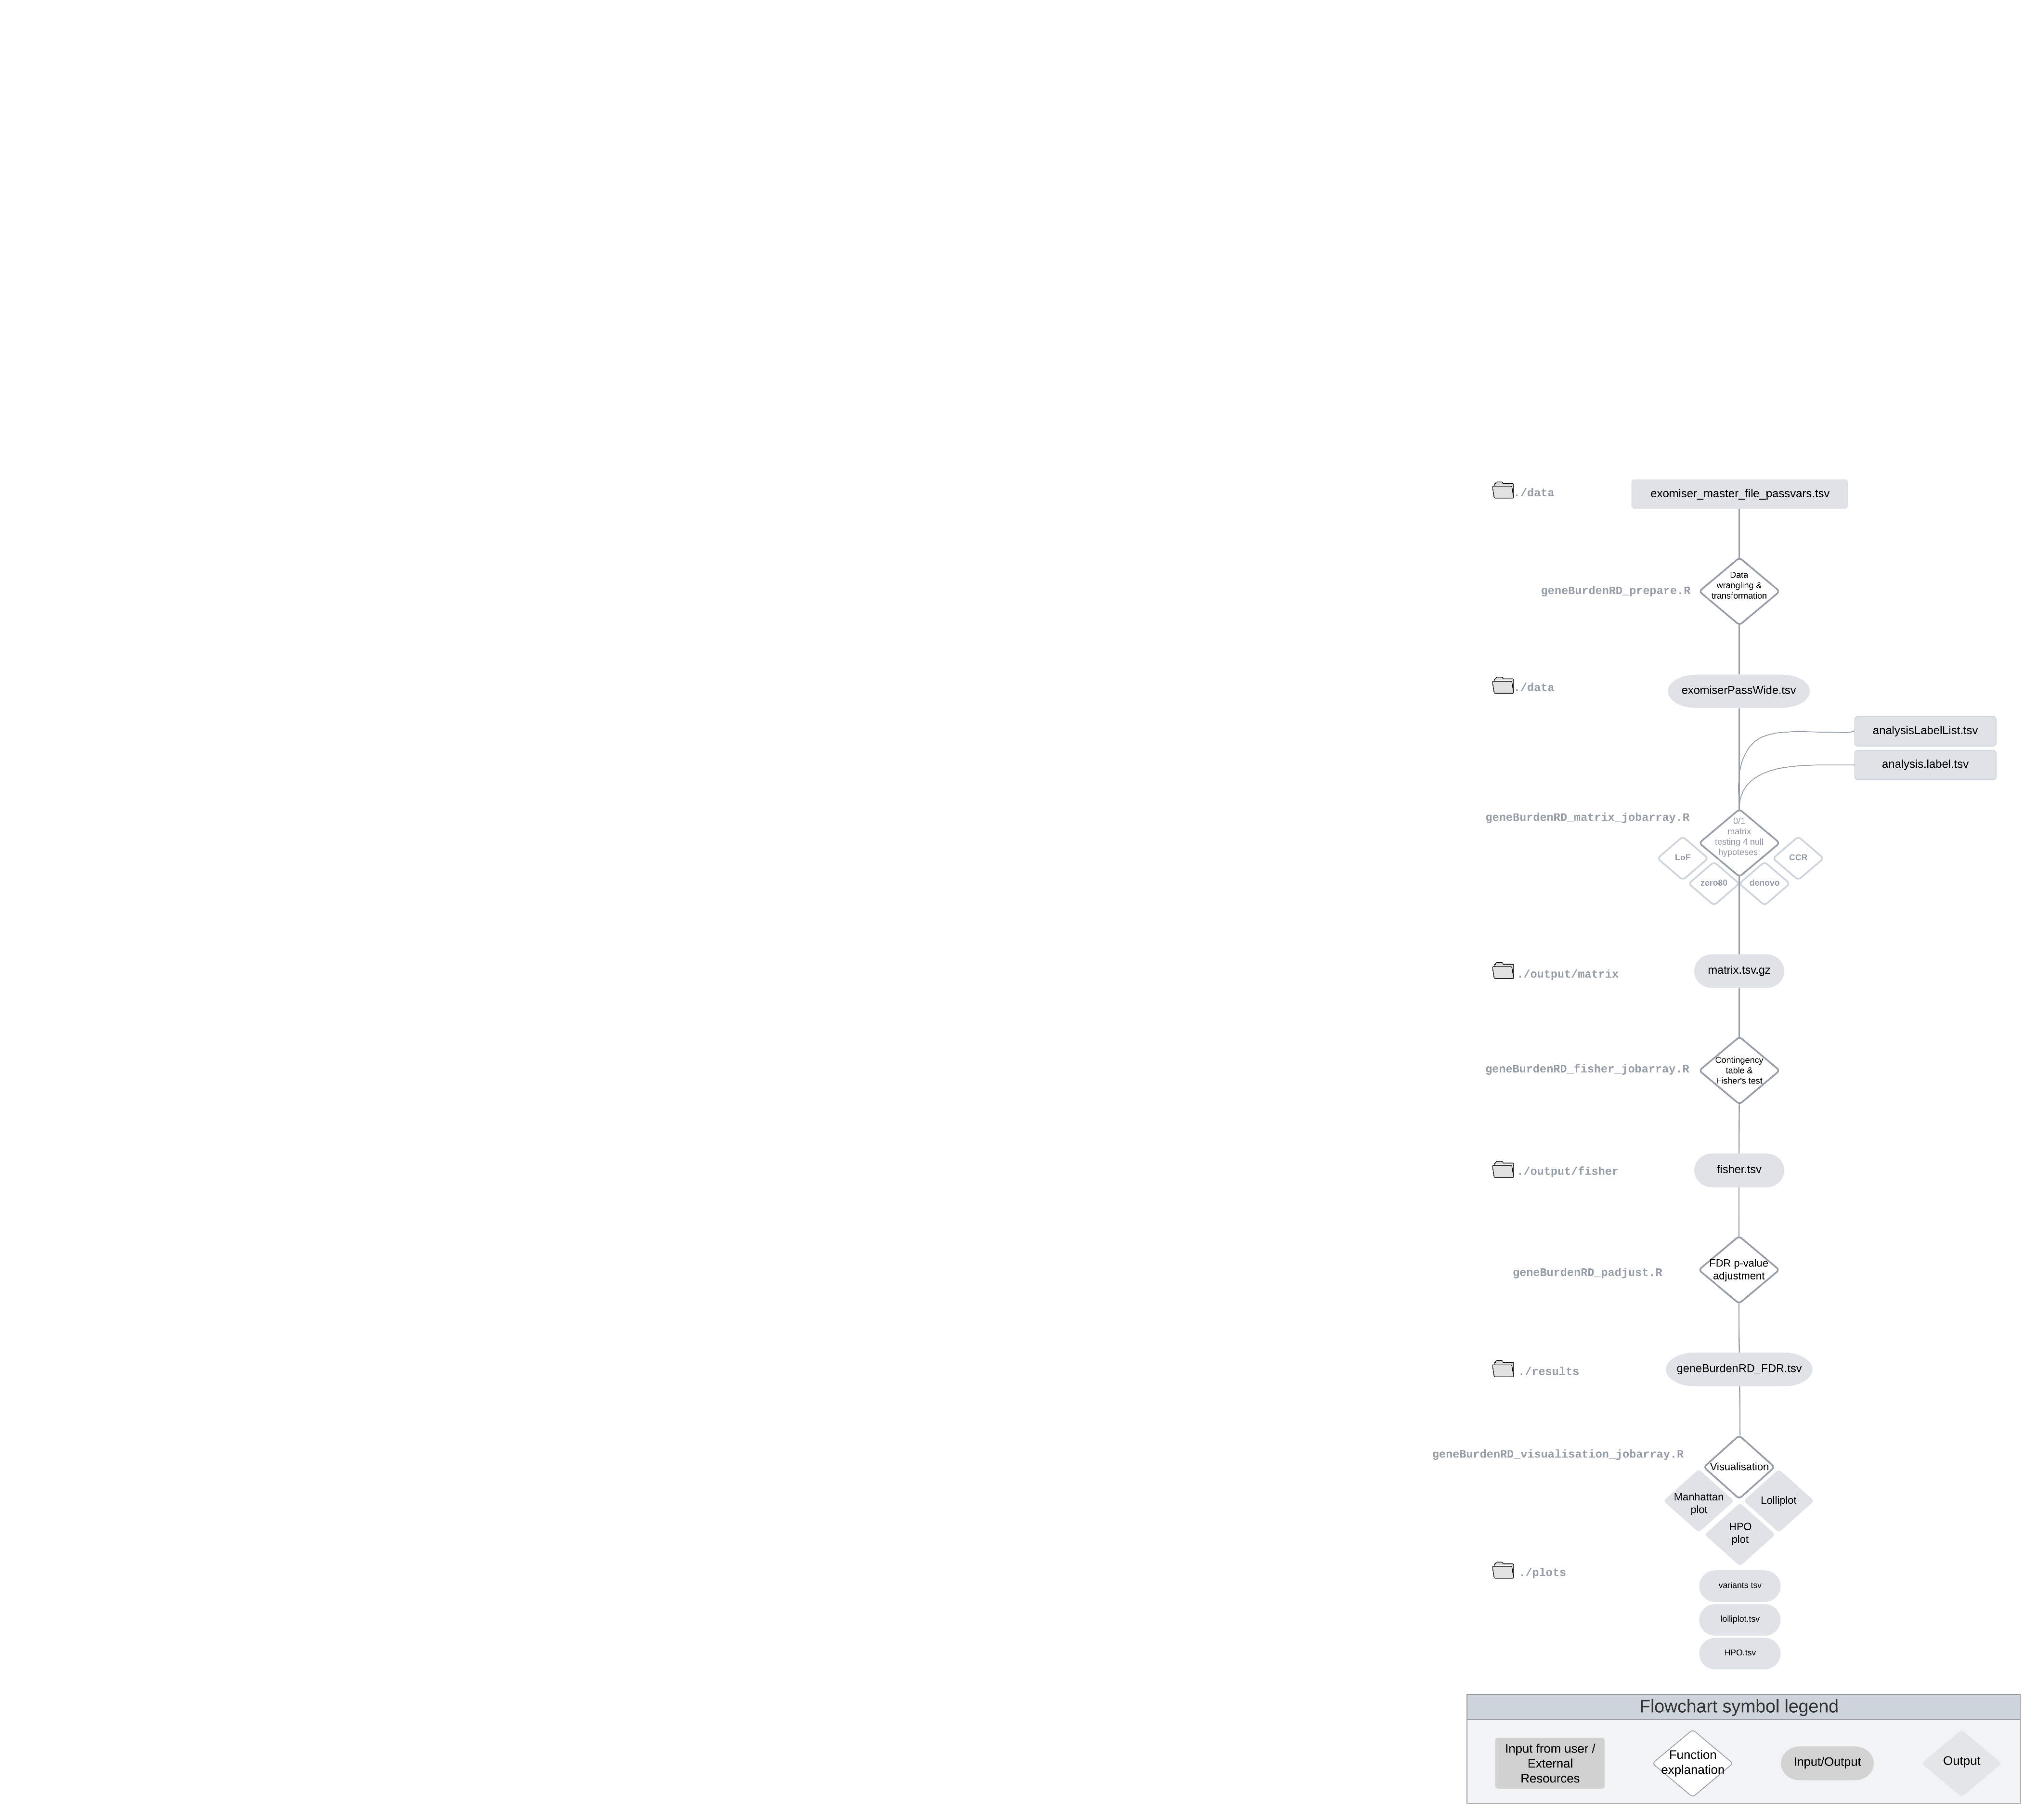 ./data
exomiser_master_file_passvars.tsv
Data
wrangling &
transformation
geneBurdenRD_prepare.R
./data
exomiserPassWide.tsv
analysisLabelList.tsv
analysis.label.tsv
geneBurdenRD_matrix_jobarray.R
0/1
matrix
testing 4 null
hypoteses:
LoF
CCR
zero80
denovo
./output/matrix
matrix.tsv.gz
geneBurdenRD_fisher_jobarray.R
Contingency
table &
Fisher's test
./output/fisher
fisher.tsv
geneBurdenRD_padjust.R
FDR p-value
adjustment
./results
geneBurdenRD_FDR.tsv
geneBurdenRD_visualisation_jobarray.R
Visualisation
Manhattan
plot
Lolliplot
HPO
plot
./plots
variants tsv
lolliplot.tsv
HPO.tsv
Flowchart symbol legend
Input from user /
External
Resources
Function
explanation
Input/Output
Output